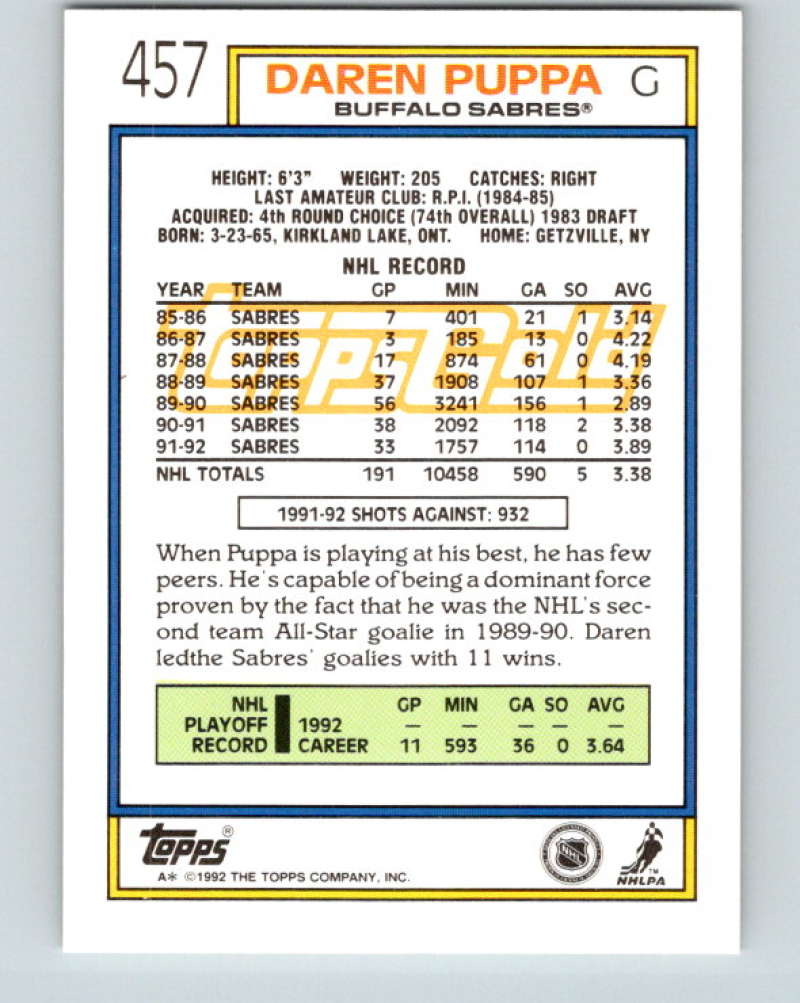 457
DAREN PUPPA G
BUFFALO SABRES®
HEIGHT: 6'3" WEIGHT: 205 CATCHES: RIGHT
LAST AMATEUR CLUB: R.P.I. (1984-85)
ACQUIRED: 4th ROUND CHOICE (74th OVERALL) 1983 DRAFT
BORN: 3-23-65, KIRKLAND LAKE, ONT. HOME: GETZVILLE, NY
NHL RECORD
YEAR TEAM GP MIN GA SO AVG
85-86 SABRES 7 401 21 1 3.14
86-87 SABRES 3 185 13 0 4.22
87-88 SABRES 17 874 61 0 4.19
88-89 SABRES 37 1908 107 1 3.36
89-90 SABRES 56 3241 156 1 2.89
90-91 SABRES 38 2092 118 2 3.38
91-92 SABRES 33 1757 114 0 3.89
NHL TOTALS 191 10458 590 5 3.38
Topps Gold
1991-92 SHOTS AGAINST: 932
When Puppa is playing at his best, he has few
peers. He's capable of being a dominant force
proven by the fact that he was the NHL's sec-
ond team All-Star goalie in 1989-90. Daren
ledthe Sabres' goalies with 11 wins.
NHL GP MIN GA SO AVG
PLAYOFF 1992 — — — — —
RECORD CAREER 11 593 36 0 3.64
TOPPS®
A* ©1992 THE TOPPS COMPANY, INC.
NHL
NHLPA™